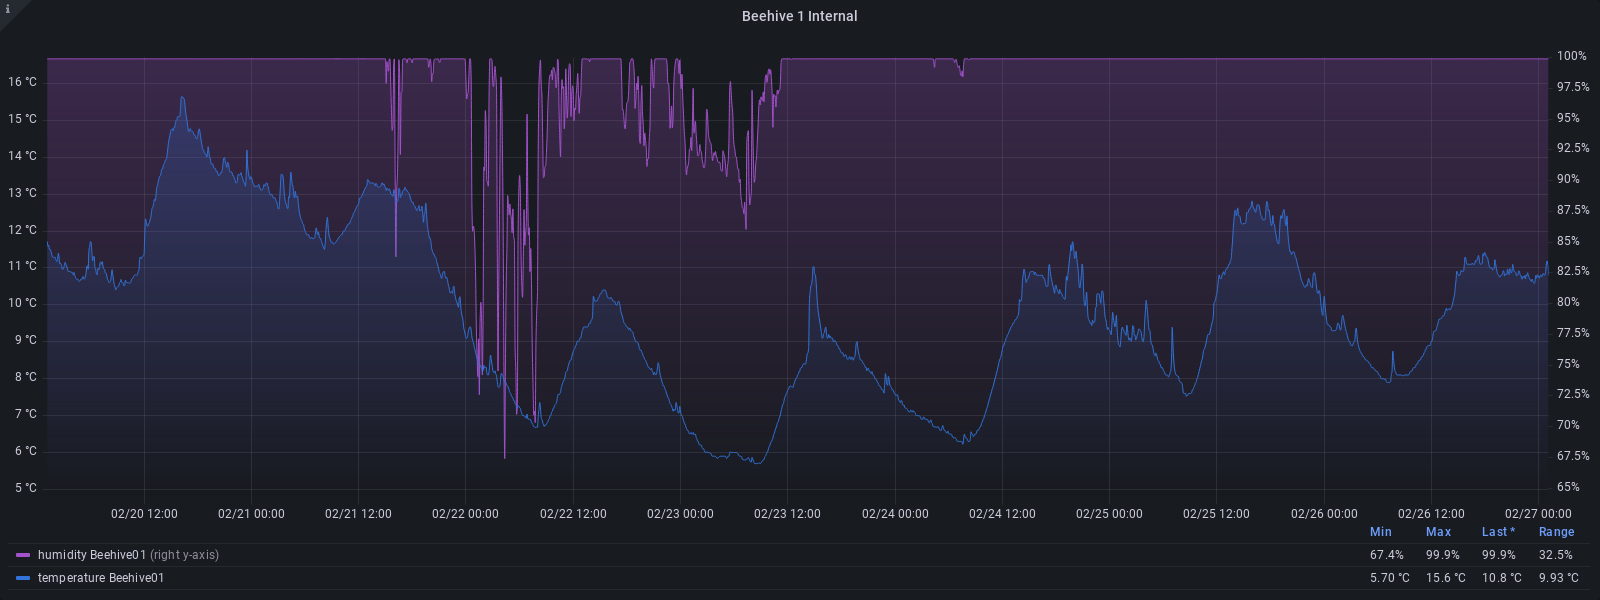 i
Beehive 1 Internal
16 °C
15 °C
14 °C
13 °C
12 °C
11 °C
10 °C
9 °C
8 °C
7 °C
6 °C
5 °C
100%
97.5%
95%
92.5%
90%
87.5%
85%
82.5%
80%
77.5%
75%
72.5%
70%
67.5%
65%
02/20 12:00 02/21 00:00 02/21 12:00 02/22 00:00 02/22 12:00 02/23 00:00 02/23 12:00 02/24 00:00 02/24 12:00 02/25 00:00 02/25 12:00 02/26 00:00 02/26 12:00 02/27 00:00
Min Max Last * Range
humidity Beehive01 (right y-axis) 67.4% 99.9% 99.9% 32.5%
temperature Beehive01 5.70 °C 15.6 °C 10.8 °C 9.93 °C